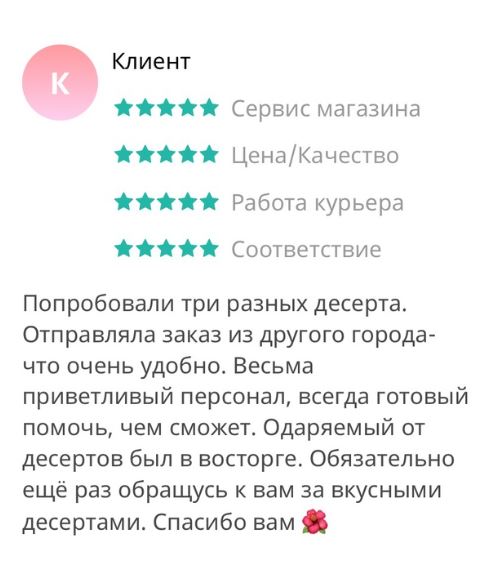 К
Клиент
★★★★★ Сервис магазина
★★★★★ Цена/Качество
★★★★★ Работа курьера
★★★★★ Соответствие
Попробовали три разных десерта.
Отправляла заказ из другого города-
что очень удобно. Весьма
приветливый персонал, всегда готовый
помочь, чем сможет. Одаряемый от
десертов был в восторге. Обязательно
ещё раз обращусь к вам за вкусными
десертами. Спасибо вам 🌺